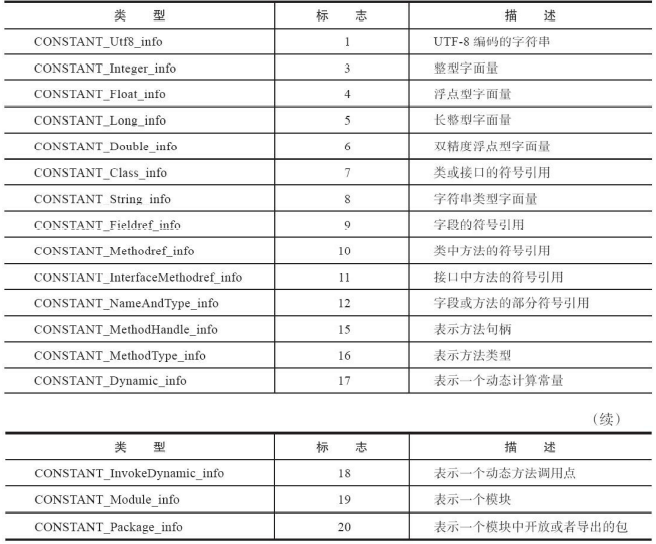 类 型 标 志 描 述
CONSTANT_Utf8_info 1 UTF-8 编码的字符串
CONSTANT_Integer_info 3 整型字面量
CONSTANT_Float_info 4 浮点型字面量
CONSTANT_Long_info 5 长整型字面量
CONSTANT_Double_info 6 双精度浮点型字面量
CONSTANT_Class_info 7 类或接口的符号引用
CONSTANT_String_info 8 字符串类型字面量
CONSTANT_Fieldref_info 9 字段的符号引用
CONSTANT_Methodref_info 10 类中方法的符号引用
CONSTANT_InterfaceMethodref_info 11 接口中方法的符号引用
CONSTANT_NameAndType_info 12 字段或方法的部分符号引用
CONSTANT_MethodHandle_info 15 表示方法句柄
CONSTANT_MethodType_info 16 表示方法类型
CONSTANT_Dynamic_info 17 表示一个动态计算常量
（续）
类 型 标 志 描 述
CONSTANT_InvokeDynamic_info 18 表示一个动态方法调用点
CONSTANT_Module_info 19 表示一个模块
CONSTANT_Package_info 20 表示一个模块中开放或者导出的包